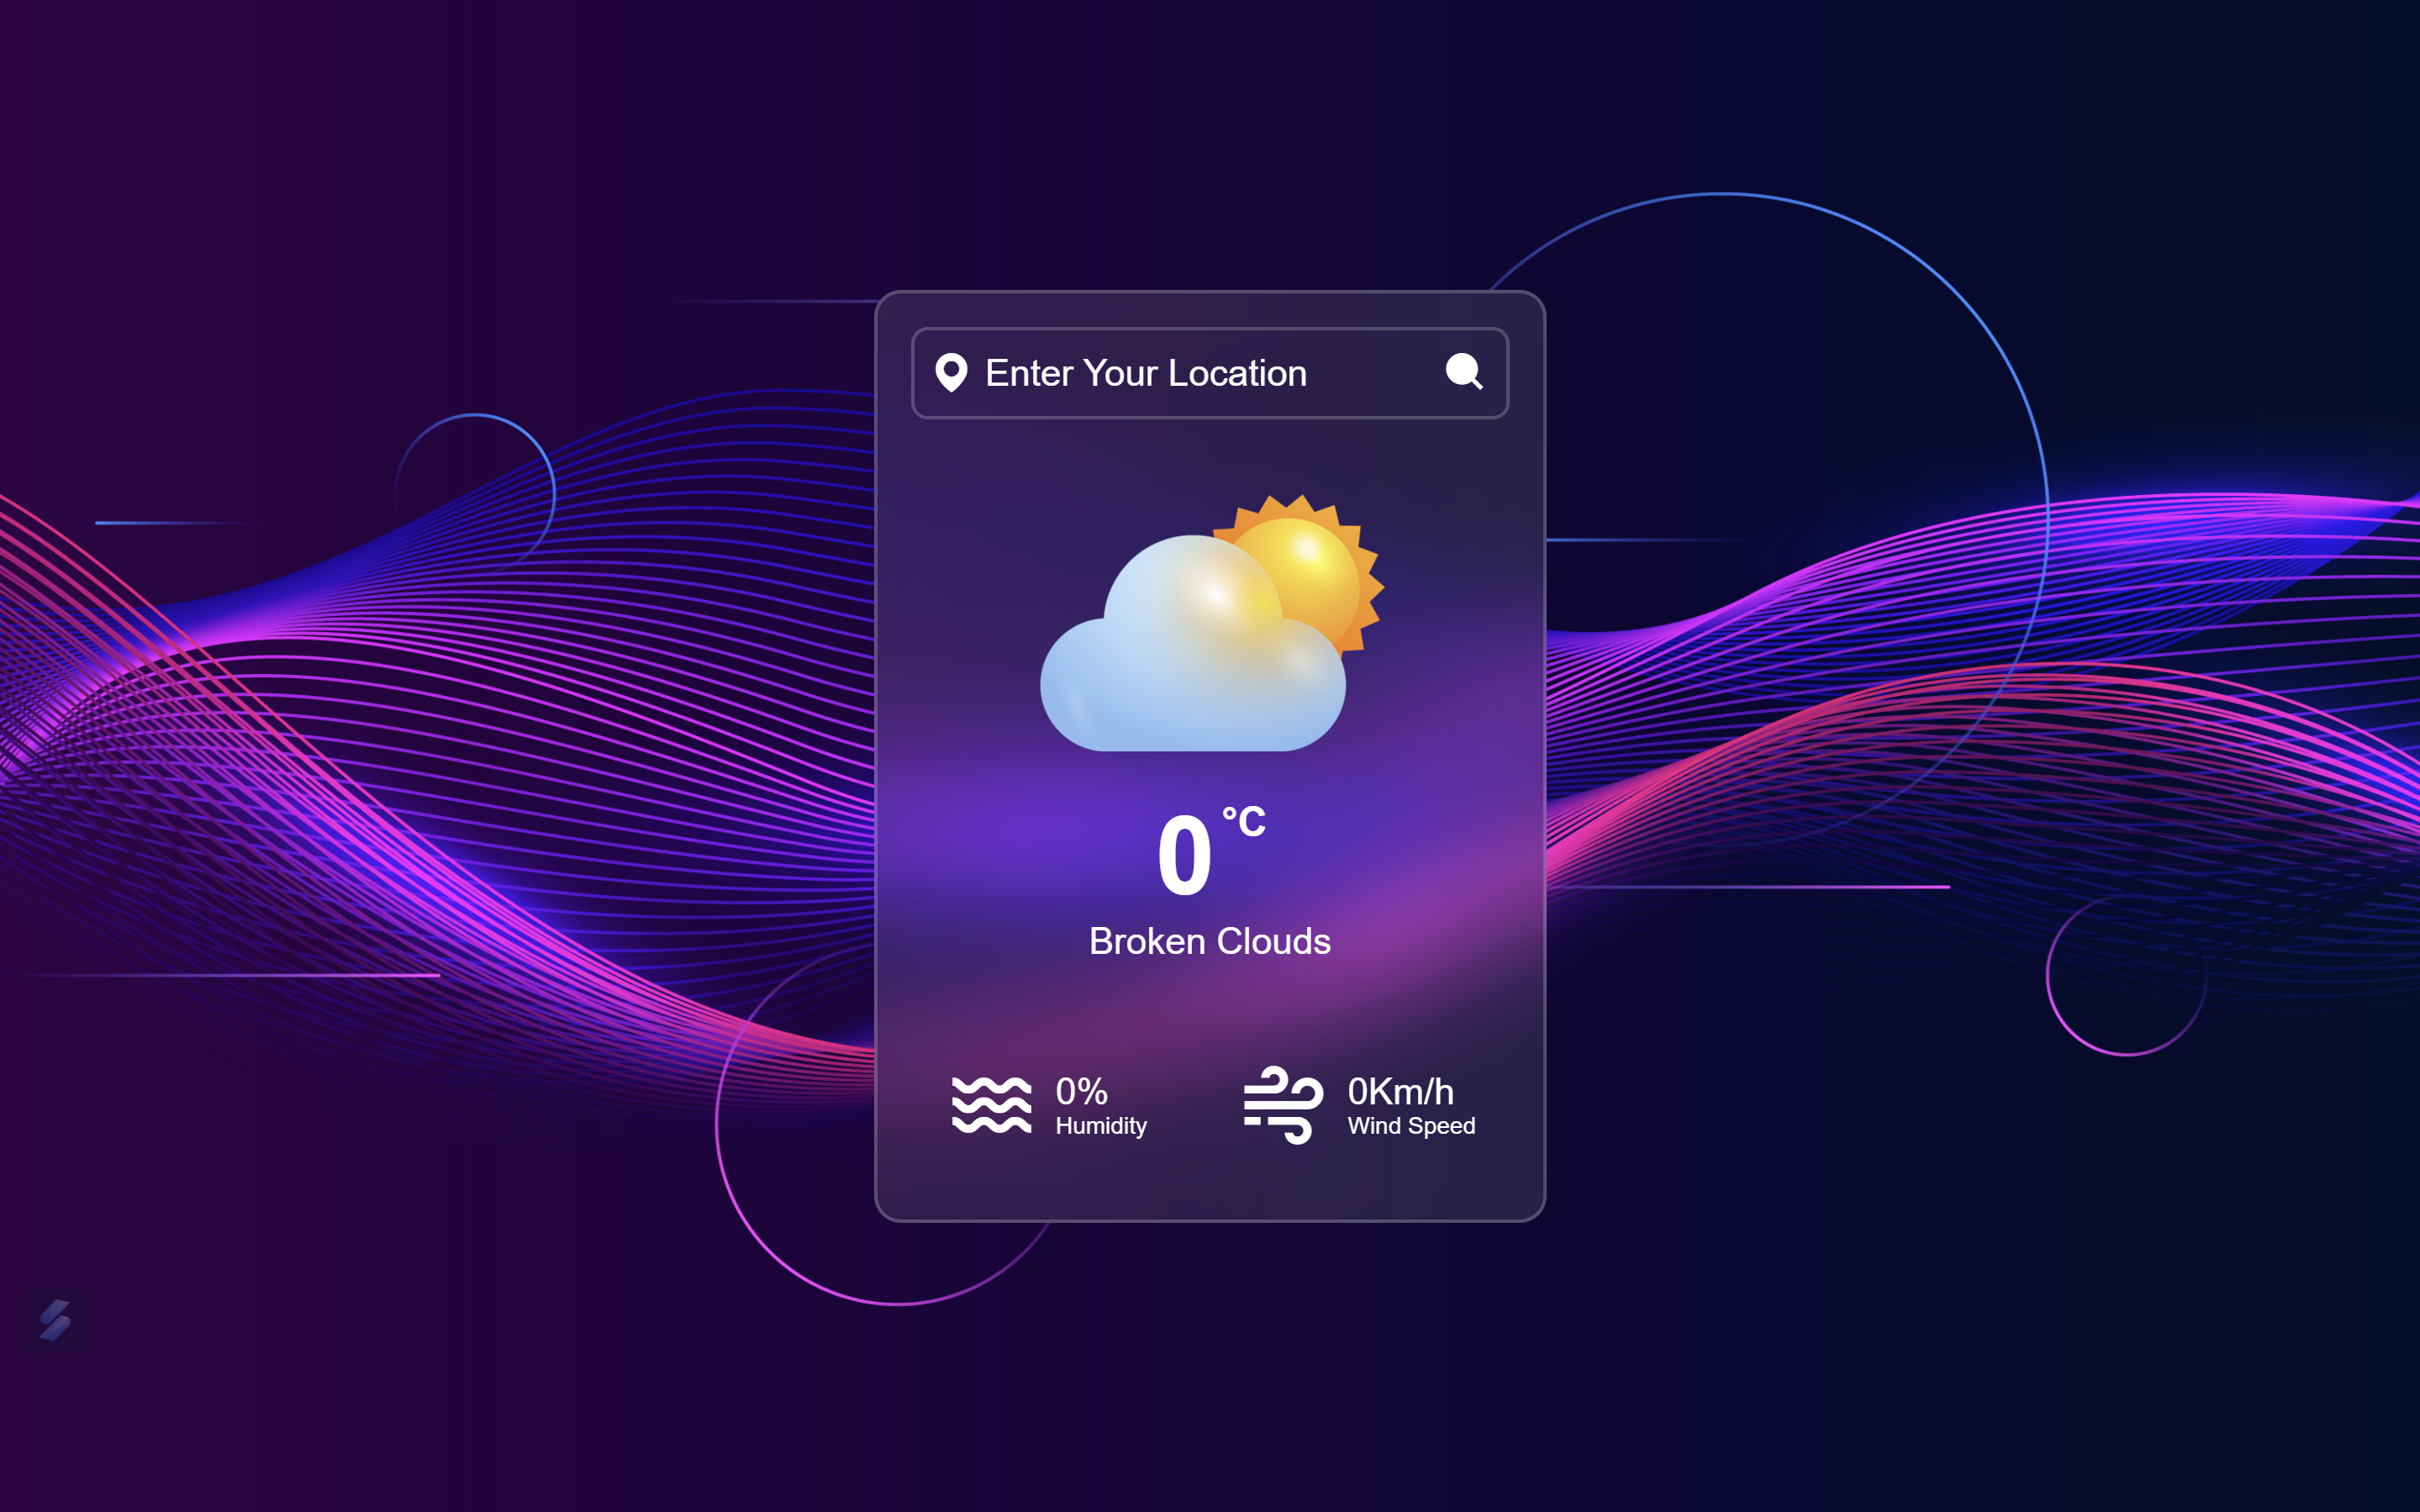 Enter Your Location
0 °C
Broken Clouds
0%
Humidity
0Km/h
Wind Speed